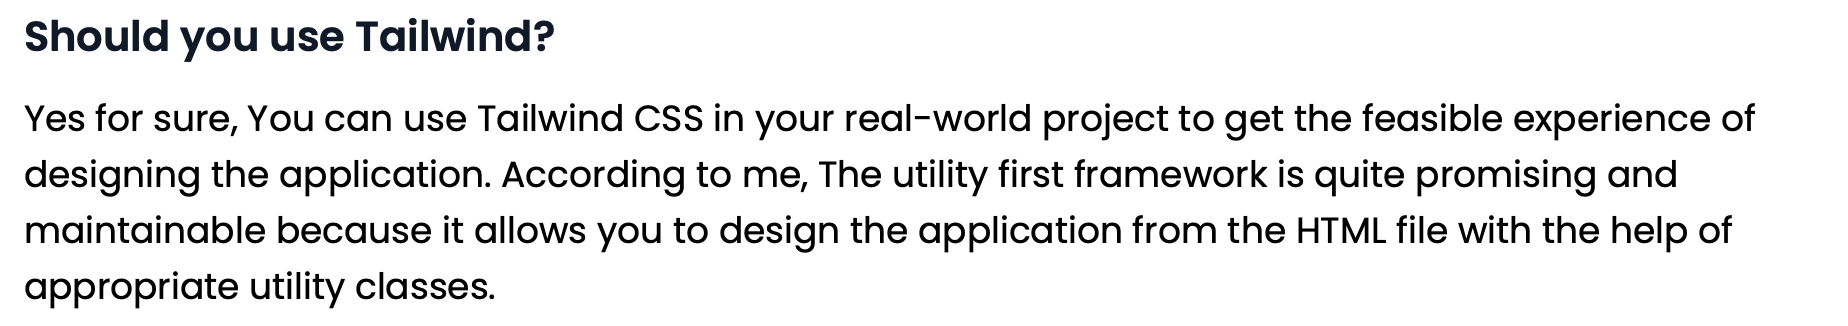 Should you use Tailwind?
Yes for sure, You can use Tailwind CSS in your real-world project to get the feasible experience of
designing the application. According to me, The utility first framework is quite promising and
maintainable because it allows you to design the application from the HTML file with the help of
appropriate utility classes.